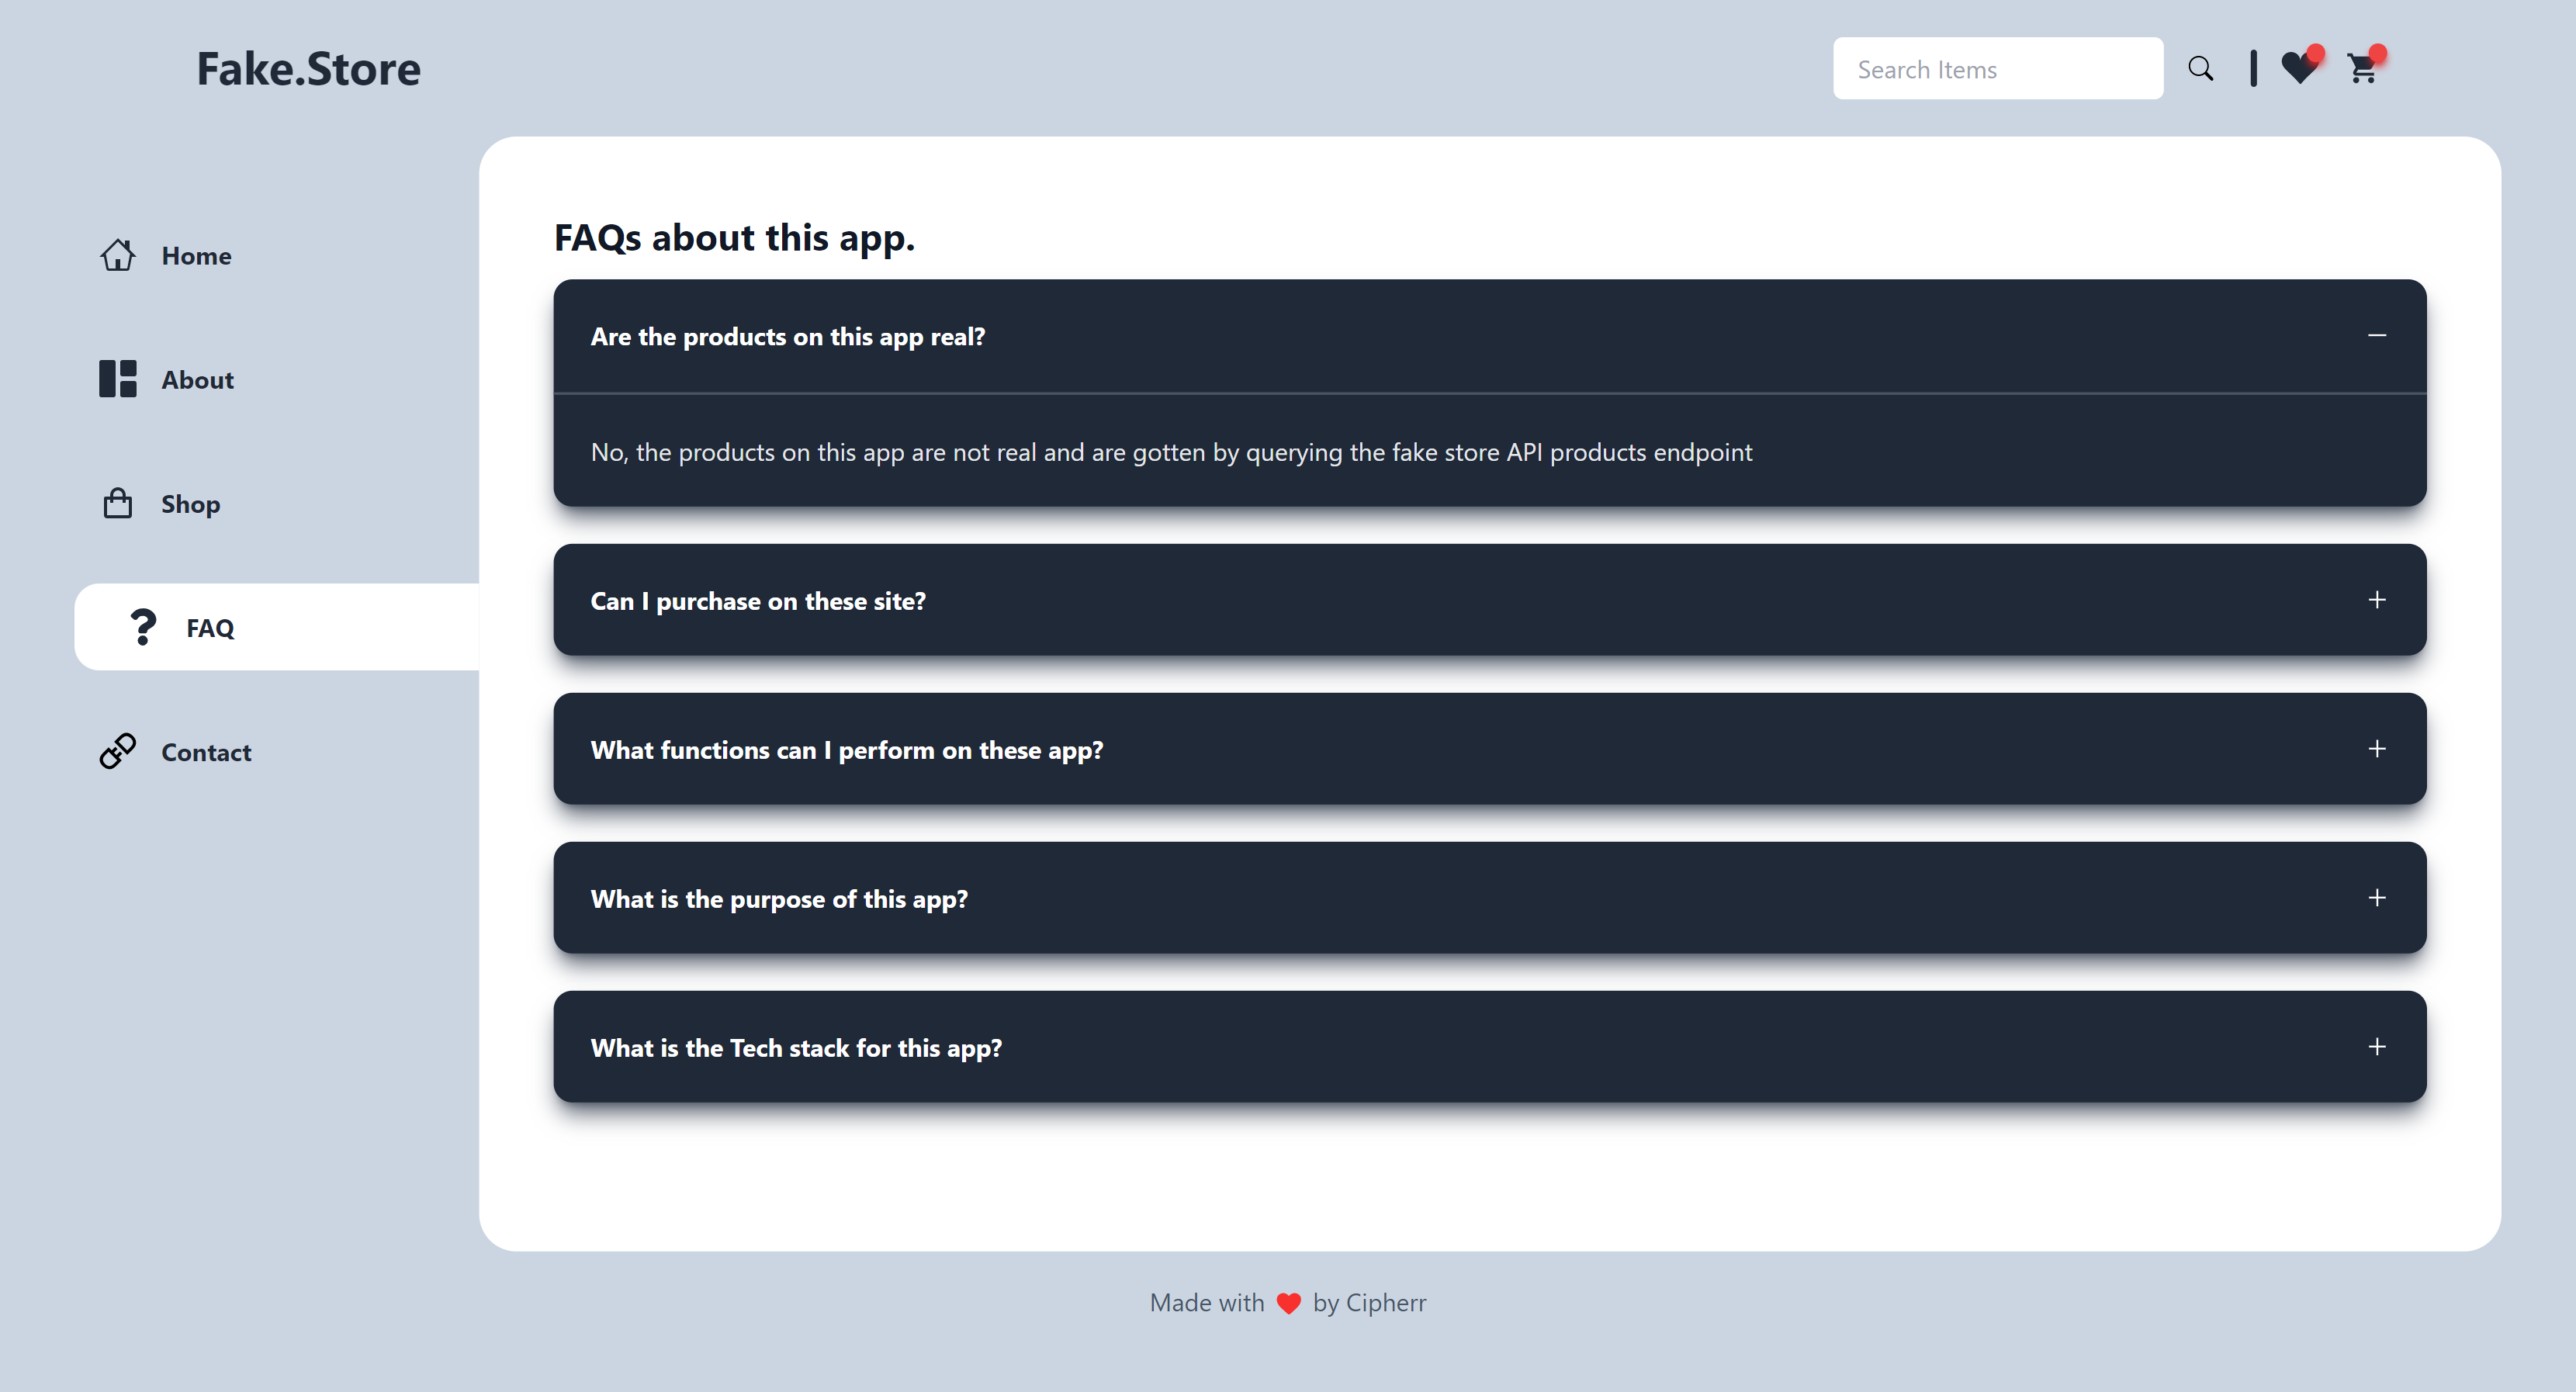 Fake.Store
Search Items
Home
About
Shop
FAQ
Contact
FAQs about this app.
Are the products on this app real?
No, the products on this app are not real and are gotten by querying the fake store API products endpoint
Can I purchase on these site?
What functions can I perform on these app?
What is the purpose of this app?
What is the Tech stack for this app?
Made with ❤ by Cipherr